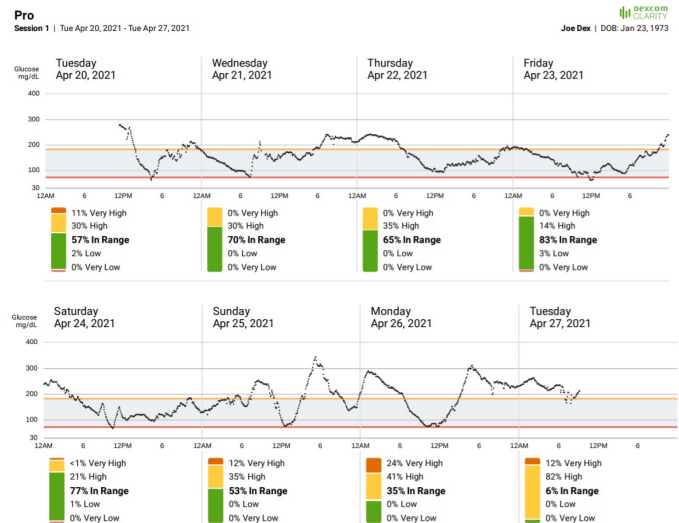 Pro
Session 1 | Tue Apr 20, 2021 - Tue Apr 27, 2021
Dexcom
CLARITY
Joe Dex | DOB: Jan 23, 1973
Glucose
mg/dL
Tuesday
Apr 20, 2021
Wednesday
Apr 21, 2021
Thursday
Apr 22, 2021
Friday
Apr 23, 2021
400
300
200
100
30
12AM 6 12PM 6 12AM 6 12PM 6 12AM 6 12PM 6 12AM 6 12PM 6
11% Very High
30% High
57% In Range
2% Low
0% Very Low
0% Very High
30% High
70% In Range
0% Low
0% Very Low
0% Very High
35% High
65% In Range
0% Low
0% Very Low
0% Very High
14% High
83% In Range
3% Low
0% Very Low
Glucose
mg/dL
Saturday
Apr 24, 2021
Sunday
Apr 25, 2021
Monday
Apr 26, 2021
Tuesday
Apr 27, 2021
400
300
200
100
30
12AM 6 12PM 6 12AM 6 12PM 6 12AM 6 12PM 6 12AM 6 12PM 6
<1% Very High
21% High
77% In Range
1% Low
0% Very Low
12% Very High
35% High
53% In Range
0% Low
0% Very Low
24% Very High
41% High
35% In Range
0% Low
0% Very Low
12% Very High
82% High
6% In Range
0% Low
0% Very Low